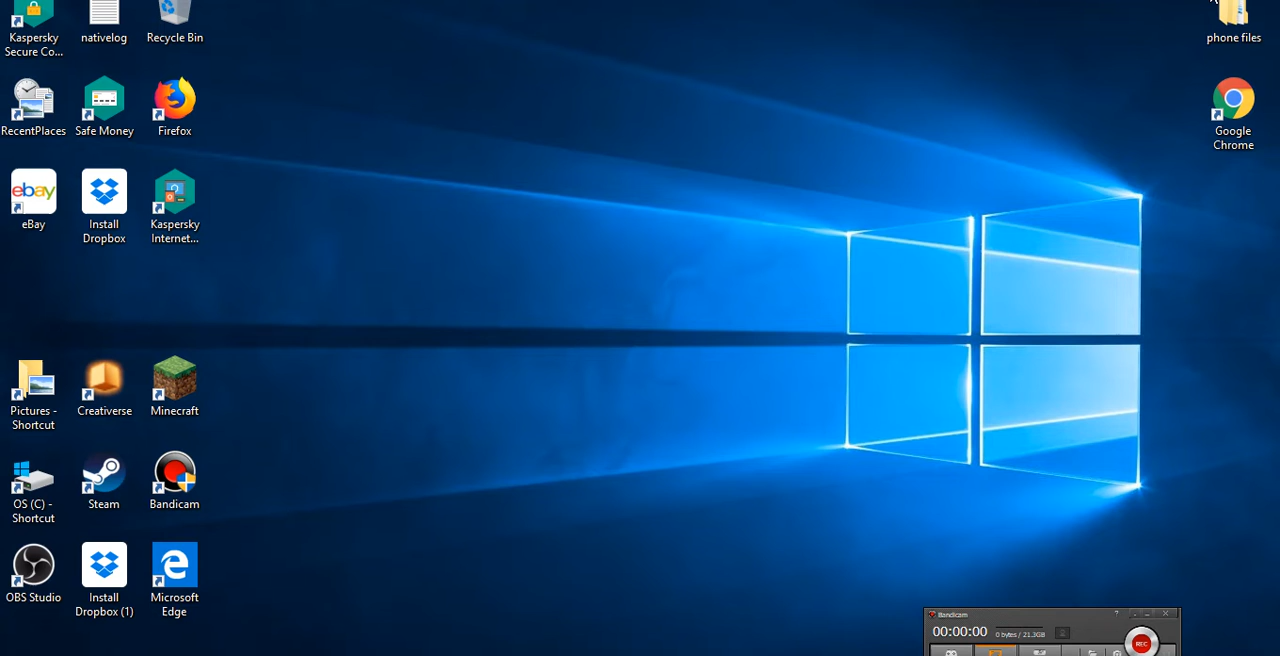 Kaspersky
Secure Co...
nativelog
Recycle Bin
phone files
RecentPlaces
Safe Money
Firefox
Google
Chrome
ebay
eBay
Install
Dropbox
Kaspersky
Internet...
Pictures -
Shortcut
Creativerse
Minecraft
OS (C) -
Shortcut
Steam
Bandicam
OBS Studio
Install
Dropbox (1)
Microsoft
Edge
Bandicam
?
00:00:00
0 bytes / 21.3GB
REC